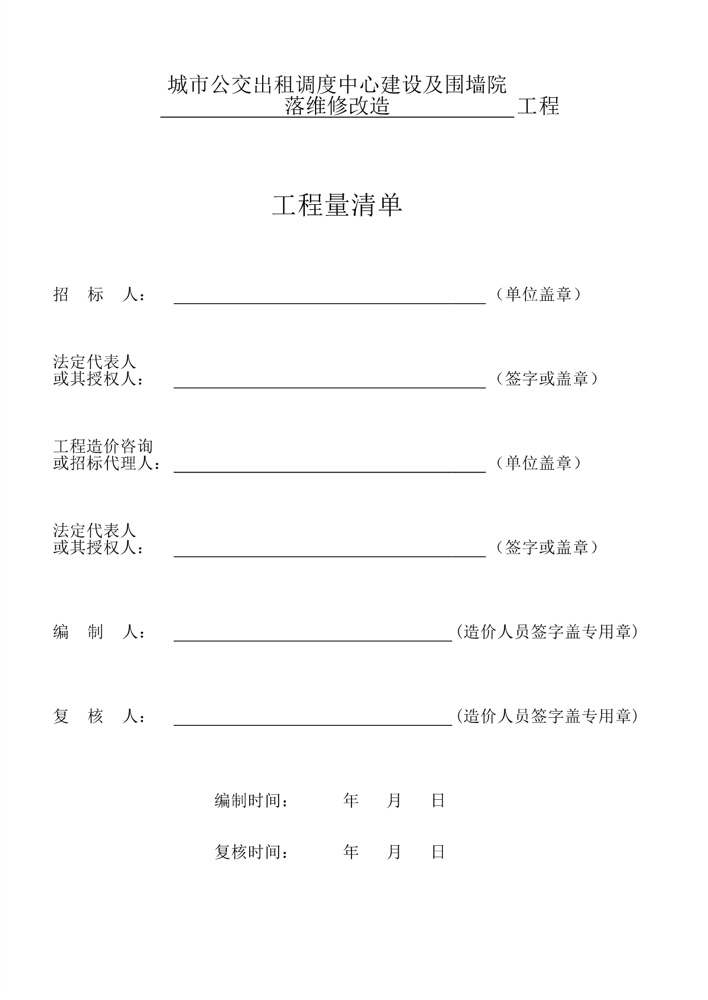 城市公交出租调度中心建设及围墙院
落维修改造 工程
工程量清单
招 标 人： （单位盖章）
法定代表人
或其授权人： （签字或盖章）
工程造价咨询
或招标代理人： （单位盖章）
法定代表人
或其授权人： （签字或盖章）
编 制 人： (造价人员签字盖专用章)
复 核 人： (造价人员签字盖专用章)
编制时间： 年 月 日
复核时间： 年 月 日